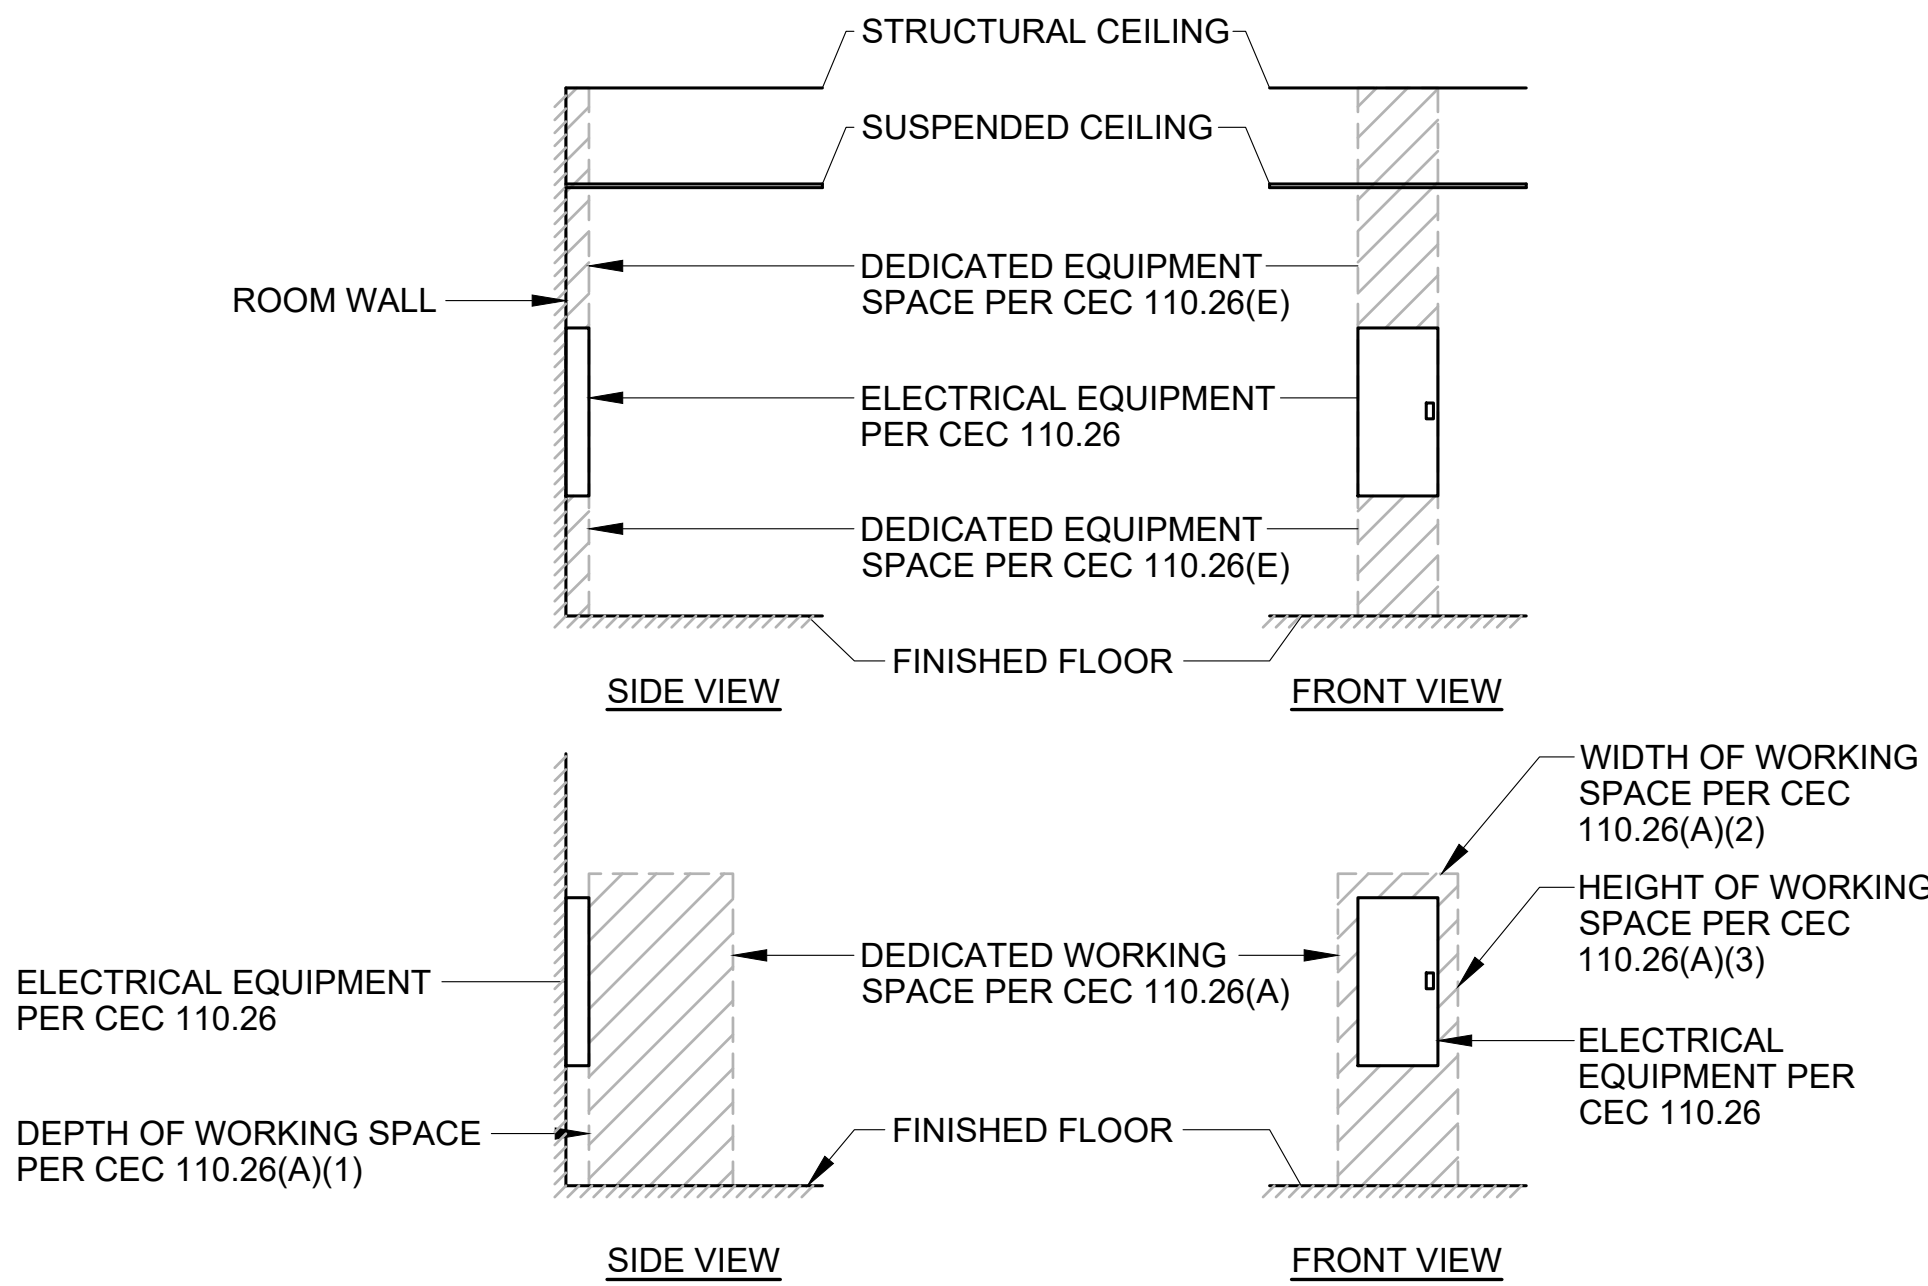 STRUCTURAL CEILING
SUSPENDED CEILING
DEDICATED EQUIPMENT
SPACE PER CEC 110.26(E)
ROOM WALL
ELECTRICAL EQUIPMENT
PER CEC 110.26
DEDICATED EQUIPMENT
SPACE PER CEC 110.26(E)
FINISHED FLOOR
SIDE VIEW
FRONT VIEW
WIDTH OF WORKING
SPACE PER CEC
110.26(A)(2)
HEIGHT OF WORKING
SPACE PER CEC
110.26(A)(3)
DEDICATED WORKING
SPACE PER CEC 110.26(A)
ELECTRICAL EQUIPMENT
PER CEC 110.26
ELECTRICAL
EQUIPMENT PER
CEC 110.26
DEPTH OF WORKING SPACE
PER CEC 110.26(A)(1)
FINISHED FLOOR
SIDE VIEW
FRONT VIEW